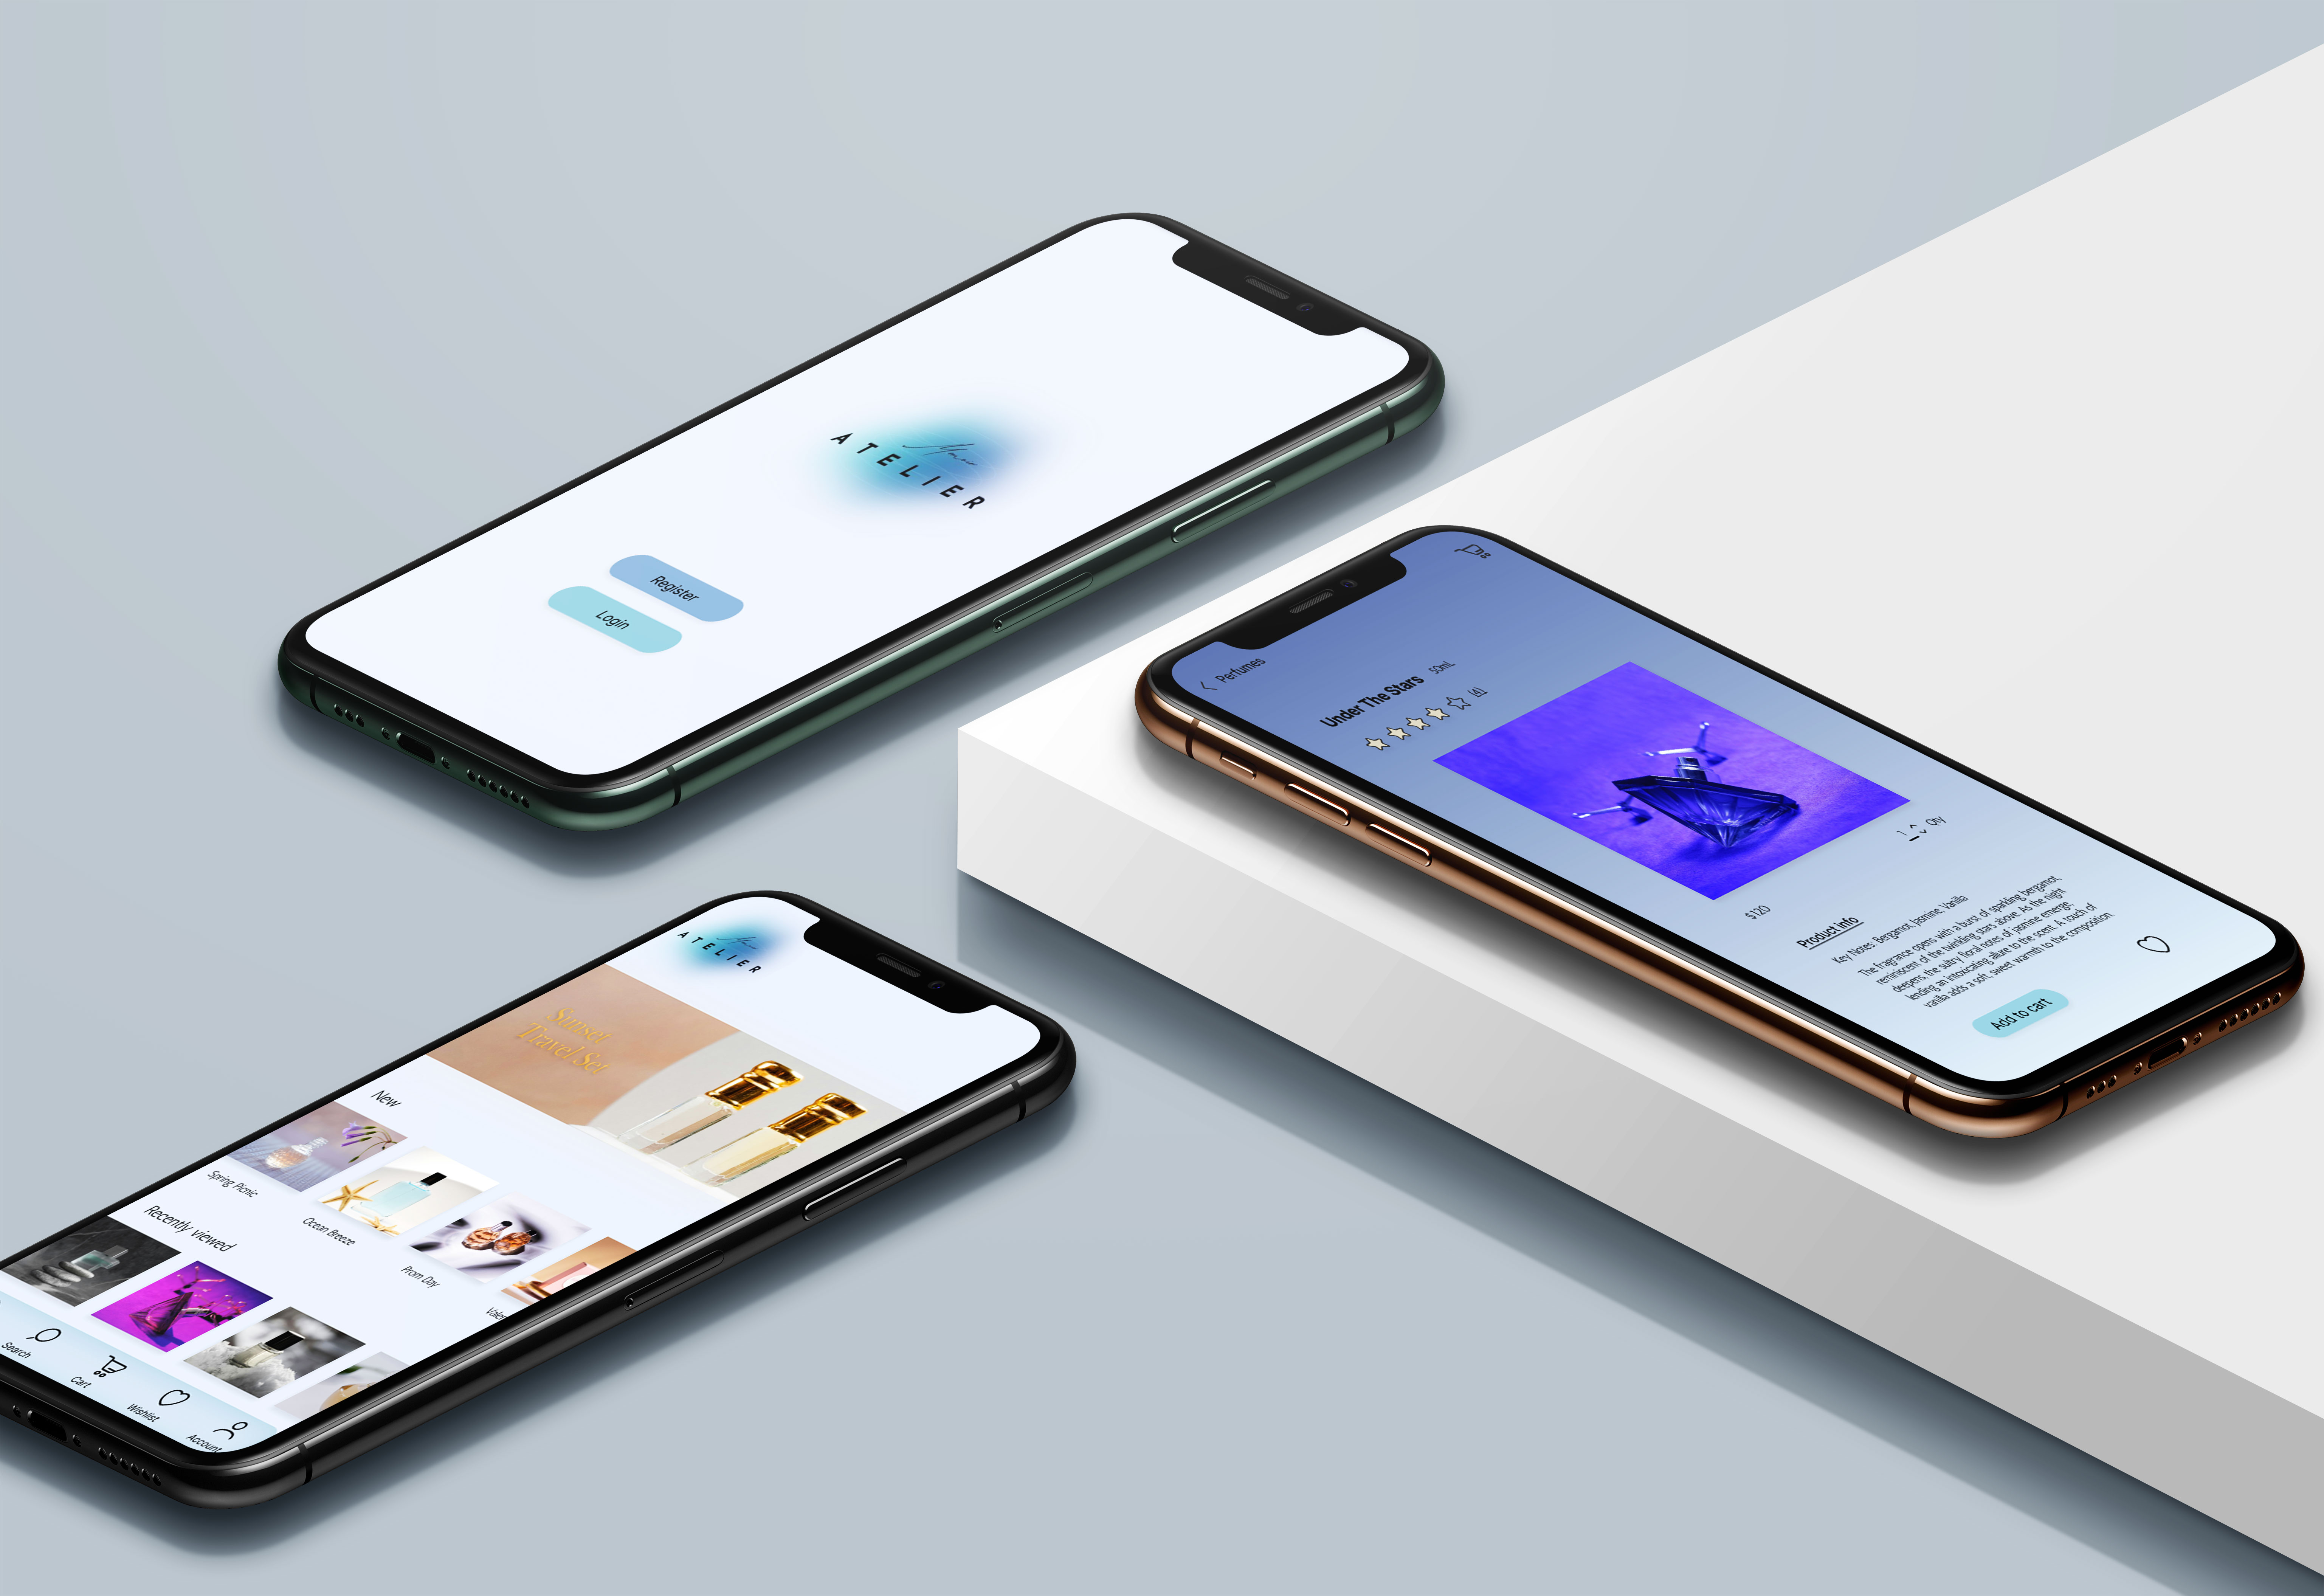 ATELIER
Register
Login
Perfumes
Under The Stars 50mL
(4)
1 Qty
$120
Product info
Key Notes: Bergamot, Jasmine, Vanilla
The fragrance opens with a burst of sparkling bergamot,
reminiscent of the twinkling stars above. As the night
deepens, the sultry floral notes of jasmine emerge,
lending an intoxicating allure to the scent. A touch of
vanilla adds a soft, sweet warmth to the composition
Add to cart
ATELIER
Sunset
Travel Set
New
Spring Picnic
Ocean Breeze
Prom Day
Recently viewed
Search
Cart
Wishlist
Account